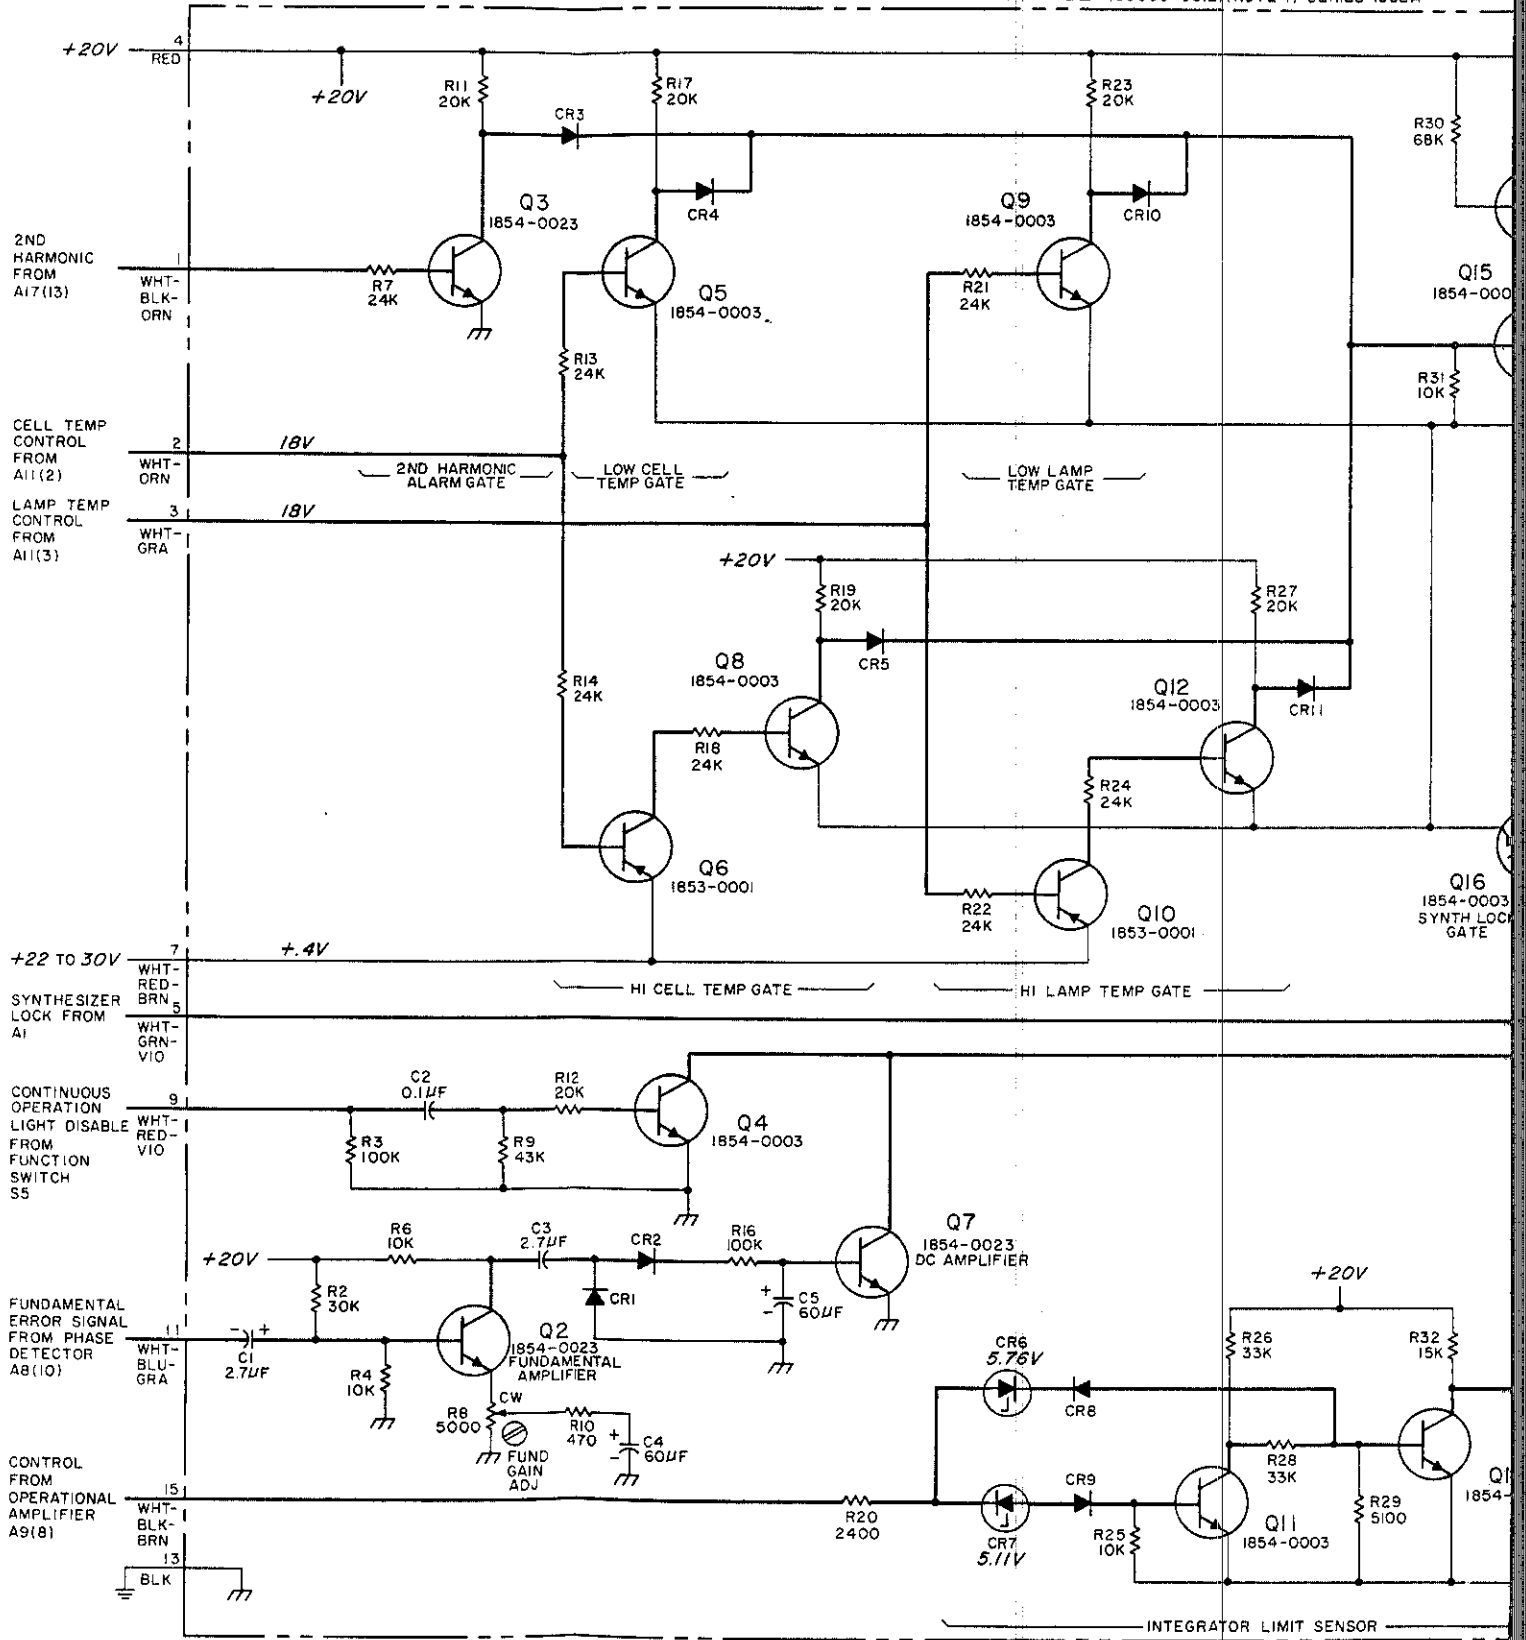 SERIES
+20V
4
RED
+20V
R11
20K
R17
20K
R23
20K
R30
68K
CR3
CR4
CR10
Q3
1854-0023
Q5
1854-0003
Q9
1854-0003
Q15
1854-000
2ND
HARMONIC
FROM
A17(13)
1
WHT-
BLK-
ORN
R7
24K
R21
24K
R13
24K
R31
10K
CELL TEMP
CONTROL
FROM
A11(2)
2
WHT-
ORN
18V
2ND HARMONIC
ALARM GATE
LOW CELL
TEMP GATE
LOW LAMP
TEMP GATE
LAMP TEMP
CONTROL
FROM
A11(3)
3
WHT-
GRA
18V
+20V
R19
20K
R27
20K
CR5
CR11
R14
24K
Q8
1854-0003
Q12
1854-0003
R18
24K
R24
24K
Q6
1853-0001
R22
24K
Q10
1853-0001
Q16
1854-0003
SYNTH LOCK
GATE
+22 TO 30V
7
WHT-
RED-
BRN
+.4V
HI CELL TEMP GATE
HI LAMP TEMP GATE
SYNTHESIZER
LOCK FROM
A1
5
WHT-
GRN-
VIO
CONTINUOUS
OPERATION
LIGHT DISABLE
FROM
FUNCTION
SWITCH
S5
9
WHT-
RED-
VIO
C2
0.1µF
R12
20K
R3
100K
R9
43K
Q4
1854-0003
+20V
R6
10K
C3
2.7µF
CR2
R16
100K
Q7
1854-0023
DC AMPLIFIER
R2
30K
CR1
C5
60µF
+
-
FUNDAMENTAL
ERROR SIGNAL
FROM PHASE
DETECTOR
A8(10)
11
WHT-
BLU-
GRA
- +
C1
2.7µF
R4
10K
Q2
1854-0023
FUNDAMENTAL
AMPLIFIER
R8
5000
CW
FUND
GAIN
ADJ
R10
470
+
-
C4
60µF
+20V
R26
33K
R32
15K
CR6
5.76V
CR8
R28
33K
CONTROL
FROM
OPERATIONAL
AMPLIFIER
A9(8)
15
WHT-
BLK-
BRN
R20
2400
CR7
5.11V
CR9
R25
10K
Q11
1854-0003
R29
5100
Q1
1854-
13
BLK
INTEGRATOR LIMIT SENSOR